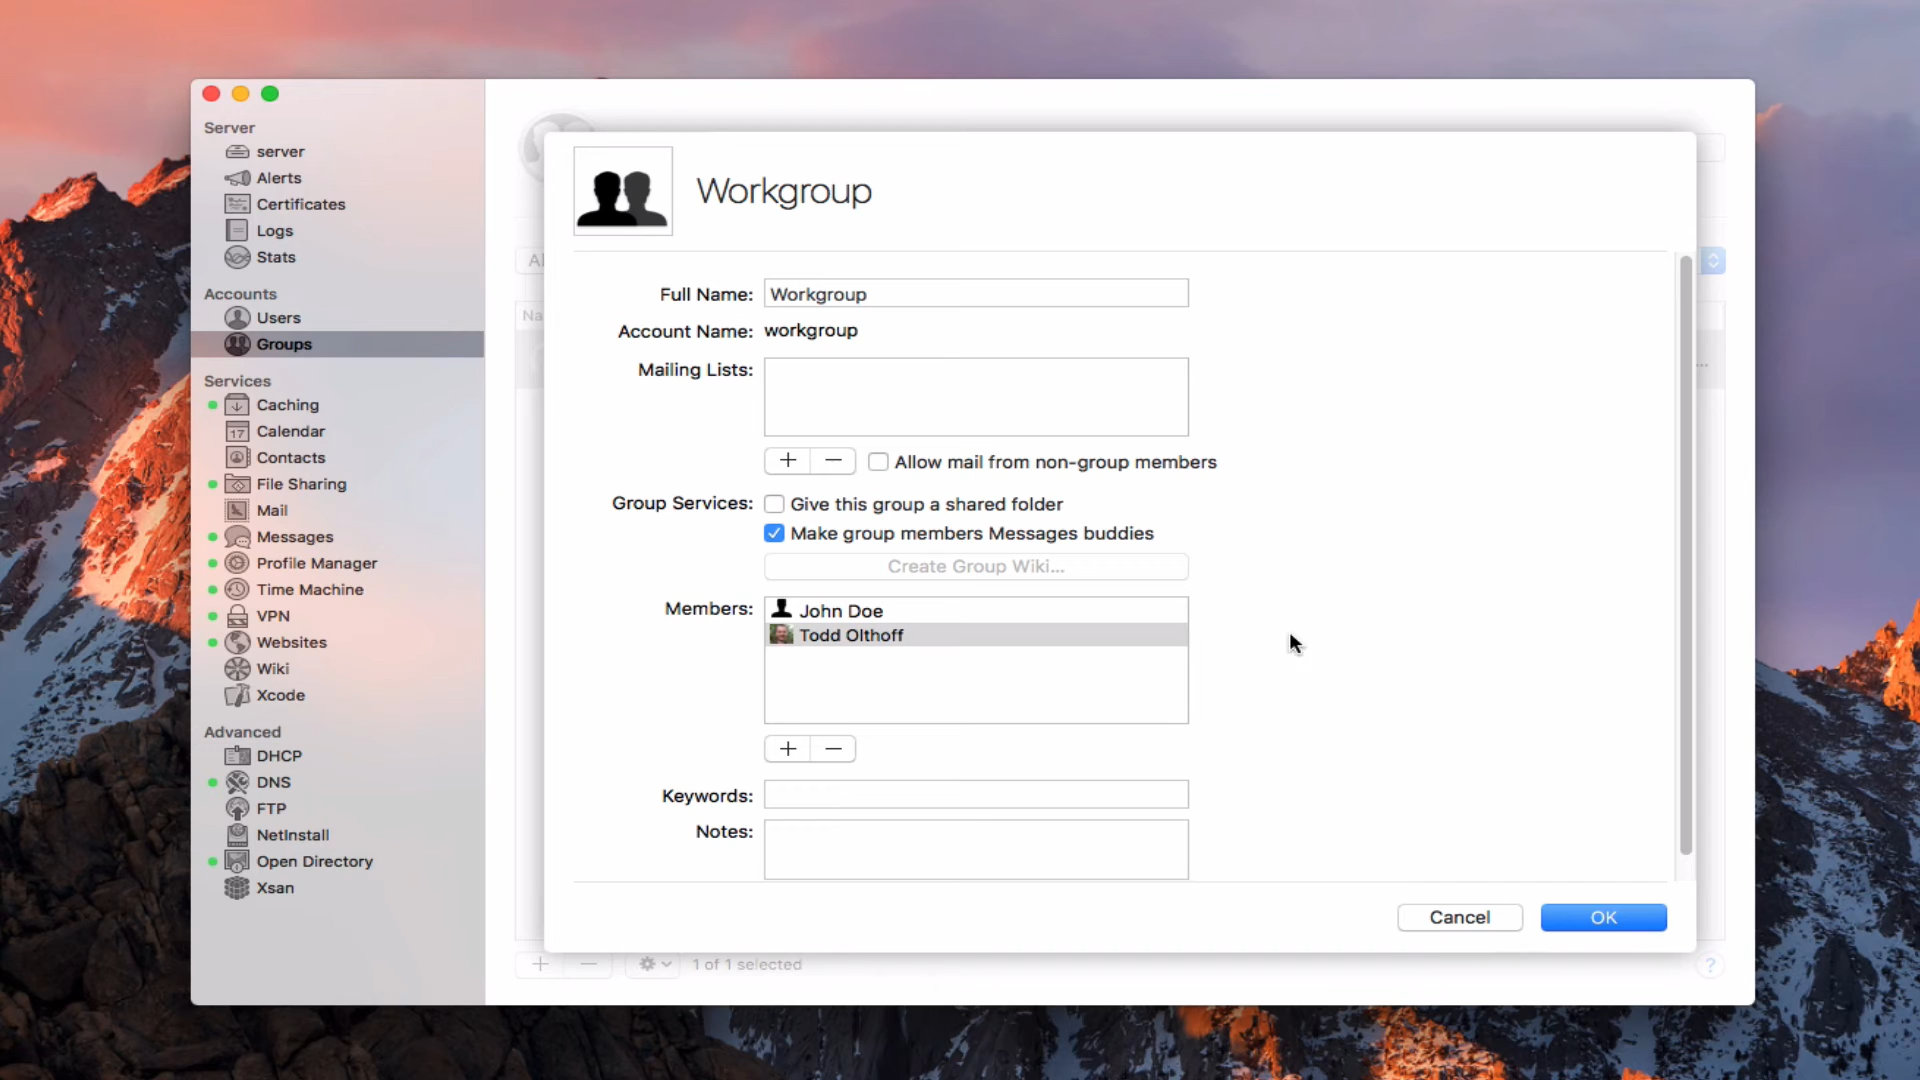 Server
server
Alerts
Certificates
Logs
Stats
Accounts
Users
Groups
Services
Caching
17 Calendar
Contacts
File Sharing
Mail
Messages
Profile Manager
Time Machine
VPN
Websites
Wiki
Xcode
Advanced
DHCP
DNS
FTP
NetInstall
Open Directory
Xsan
Workgroup
Full Name: Workgroup
Account Name: workgroup
Mailing Lists:
+ − Allow mail from non-group members
Group Services: Give this group a shared folder
Make group members Messages buddies
Create Group Wiki...
Members: John Doe
Todd Olthoff
+ −
Keywords:
Notes:
Cancel OK
+ − 1 of 1 selected ?